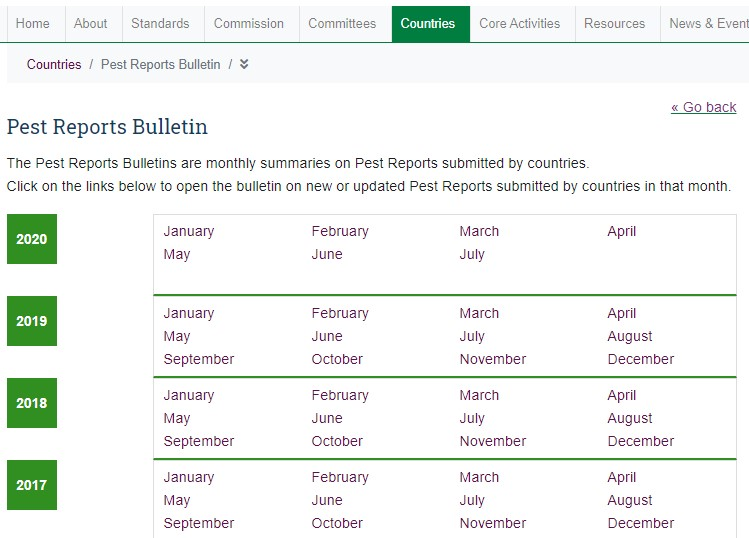 Home About Standards Commission Committees Countries Core Activities Resources News & Event
Countries / Pest Reports Bulletin /
« Go back
Pest Reports Bulletin
The Pest Reports Bulletins are monthly summaries on Pest Reports submitted by countries.
Click on the links below to open the bulletin on new or updated Pest Reports submitted by countries in that month.
2020
January February March April
May June July
2019
January February March April
May June July August
September October November December
2018
January February March April
May June July August
September October November December
2017
January February March April
May June July August
September October November December